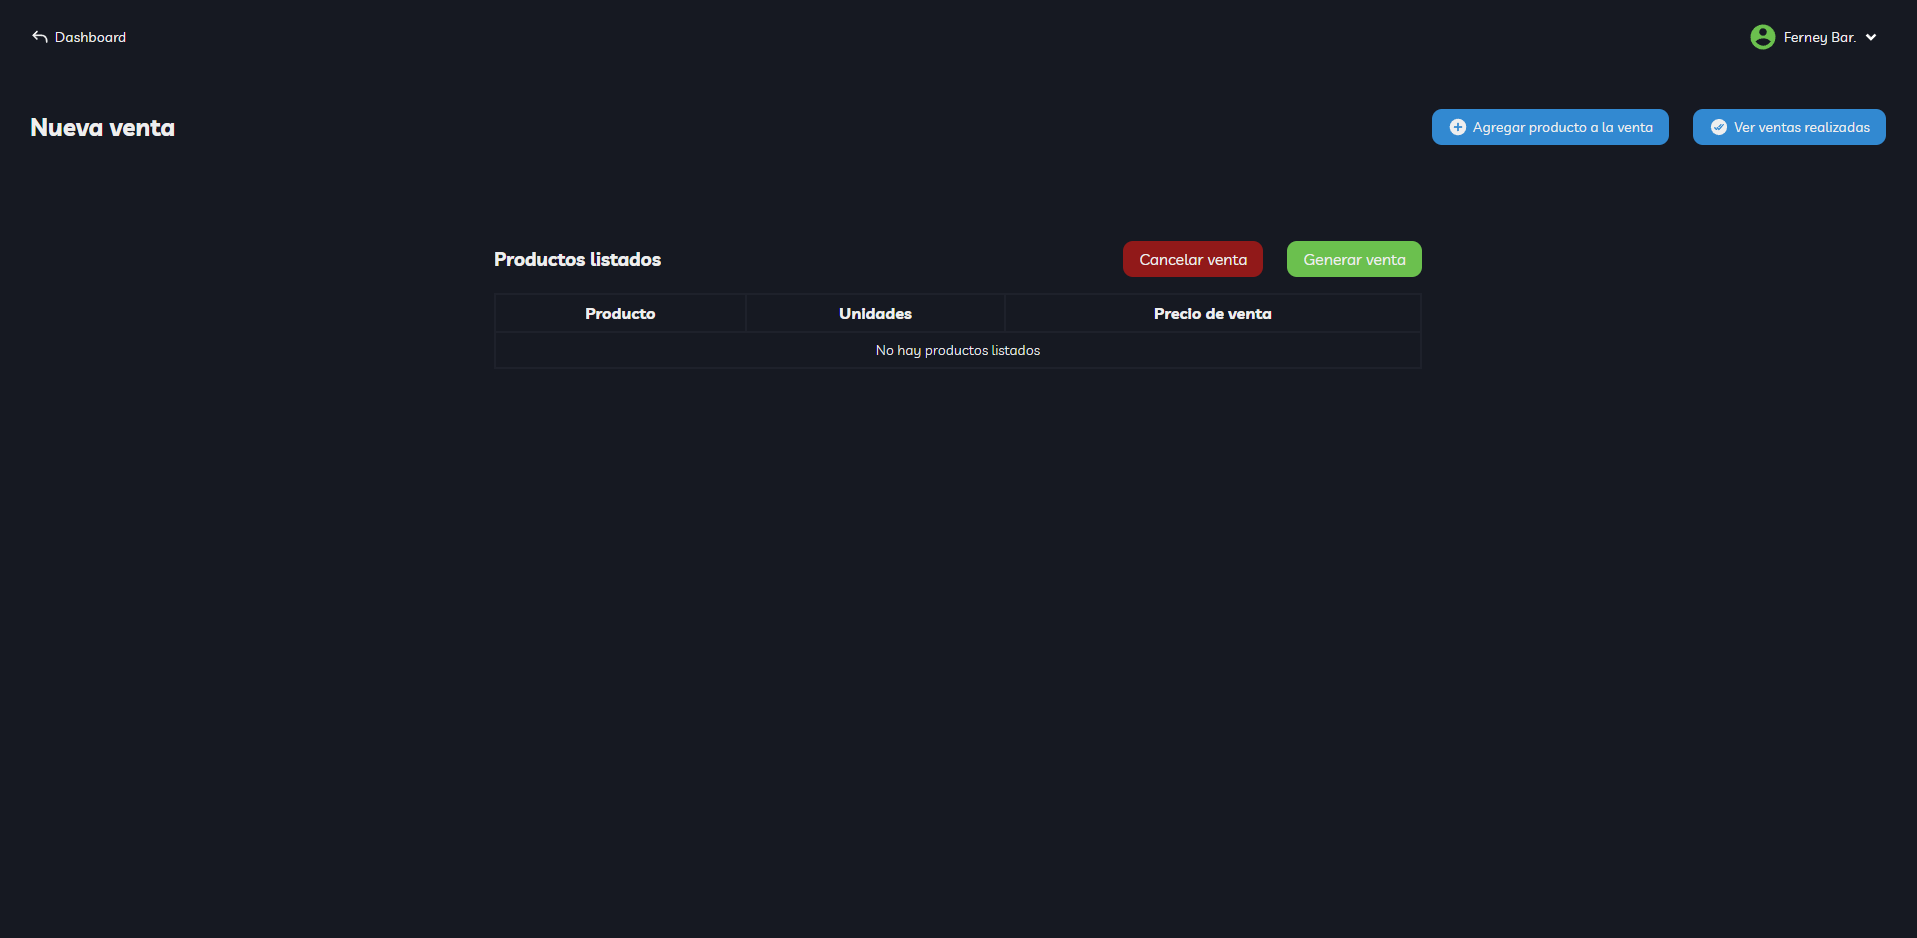 Dashboard
Ferney Bar.
Nueva venta
Agregar producto a la venta
Ver ventas realizadas
Productos listados
Cancelar venta
Generar venta
Producto Unidades Precio de venta
No hay productos listados